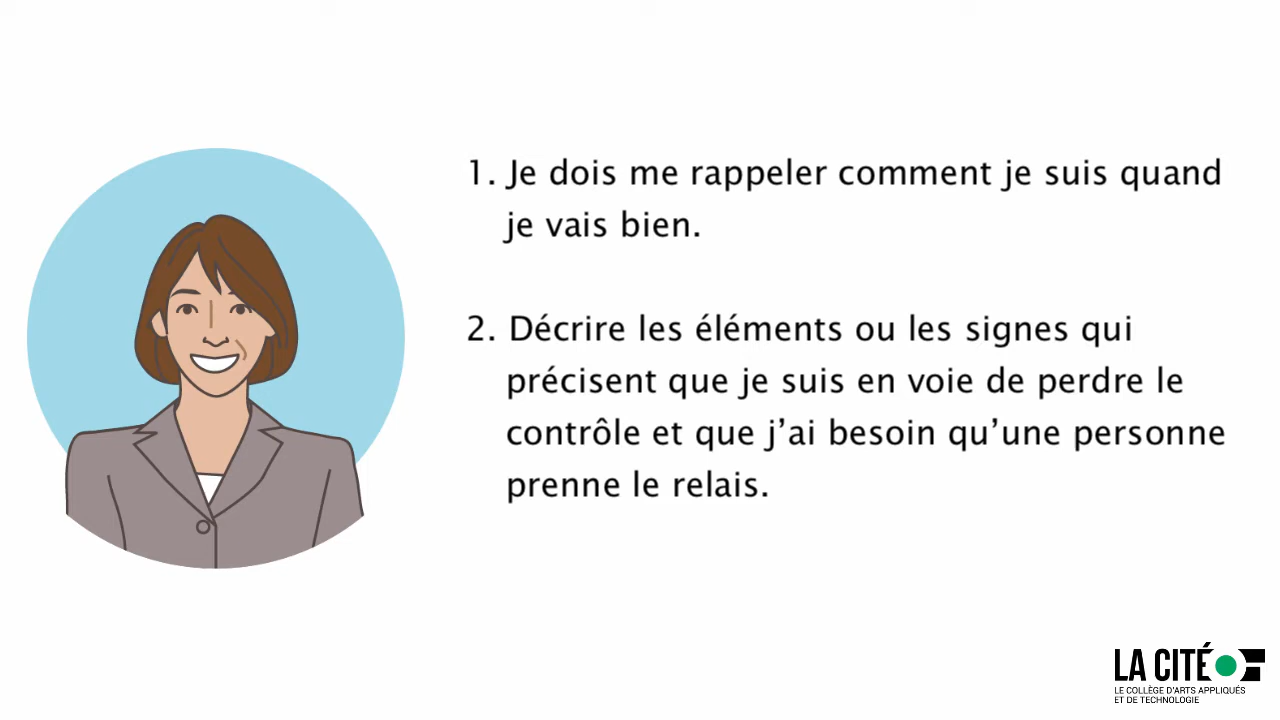 1. Je dois me rappeler comment je suis quand
je vais bien.
2. Décrire les éléments ou les signes qui
précisent que je suis en voie de perdre le
contrôle et que j’ai besoin qu’une personne
prenne le relais.
LA CITÉ
LE COLLÈGE D'ARTS APPLIQUÉS
ET DE TECHNOLOGIE